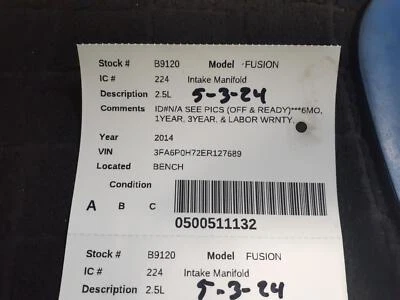 Stock # B9120 Model FUSION
IC # 224 Intake Manifold
Description 2.5L 5-3-24
Comments ID#N/A SEE PICS (OFF & READY)***6MO,
1YEAR, 3YEAR, & LABOR WRNTY.
Year 2014
VIN 3FA6P0H72ER127689
Located BENCH
Condition
A B C
0500511132
Stock # B9120 Model FUSION
IC # 224 Intake Manifold
Description 2.5L 5-3-24